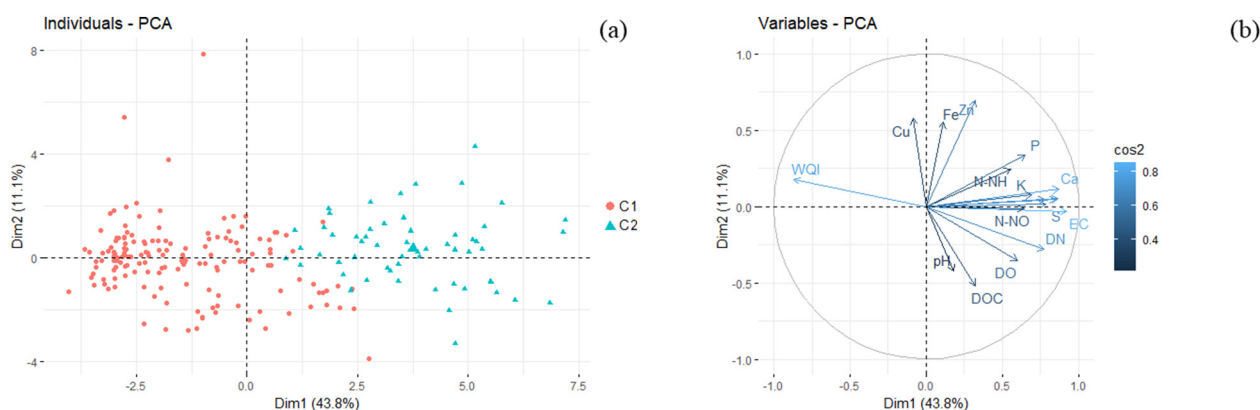 Individuals - PCA
(a)
8
4
0
-4
-2.5
0.0
2.5
5.0
7.5
Dim2 (11.1%)
Dim1 (43.8%)
C1
C2
Variables - PCA
(b)
1.0
0.5
0.0
-0.5
-1.0
-1.0
-0.5
0.0
0.5
1.0
Dim2 (11.1%)
Dim1 (43.8%)
Cu
Fe
Zn
P
WQI
N-NH
K
Ca
N-NO
S
EC
DN
DO
pH
DOC
cos2
0.8
0.6
0.4